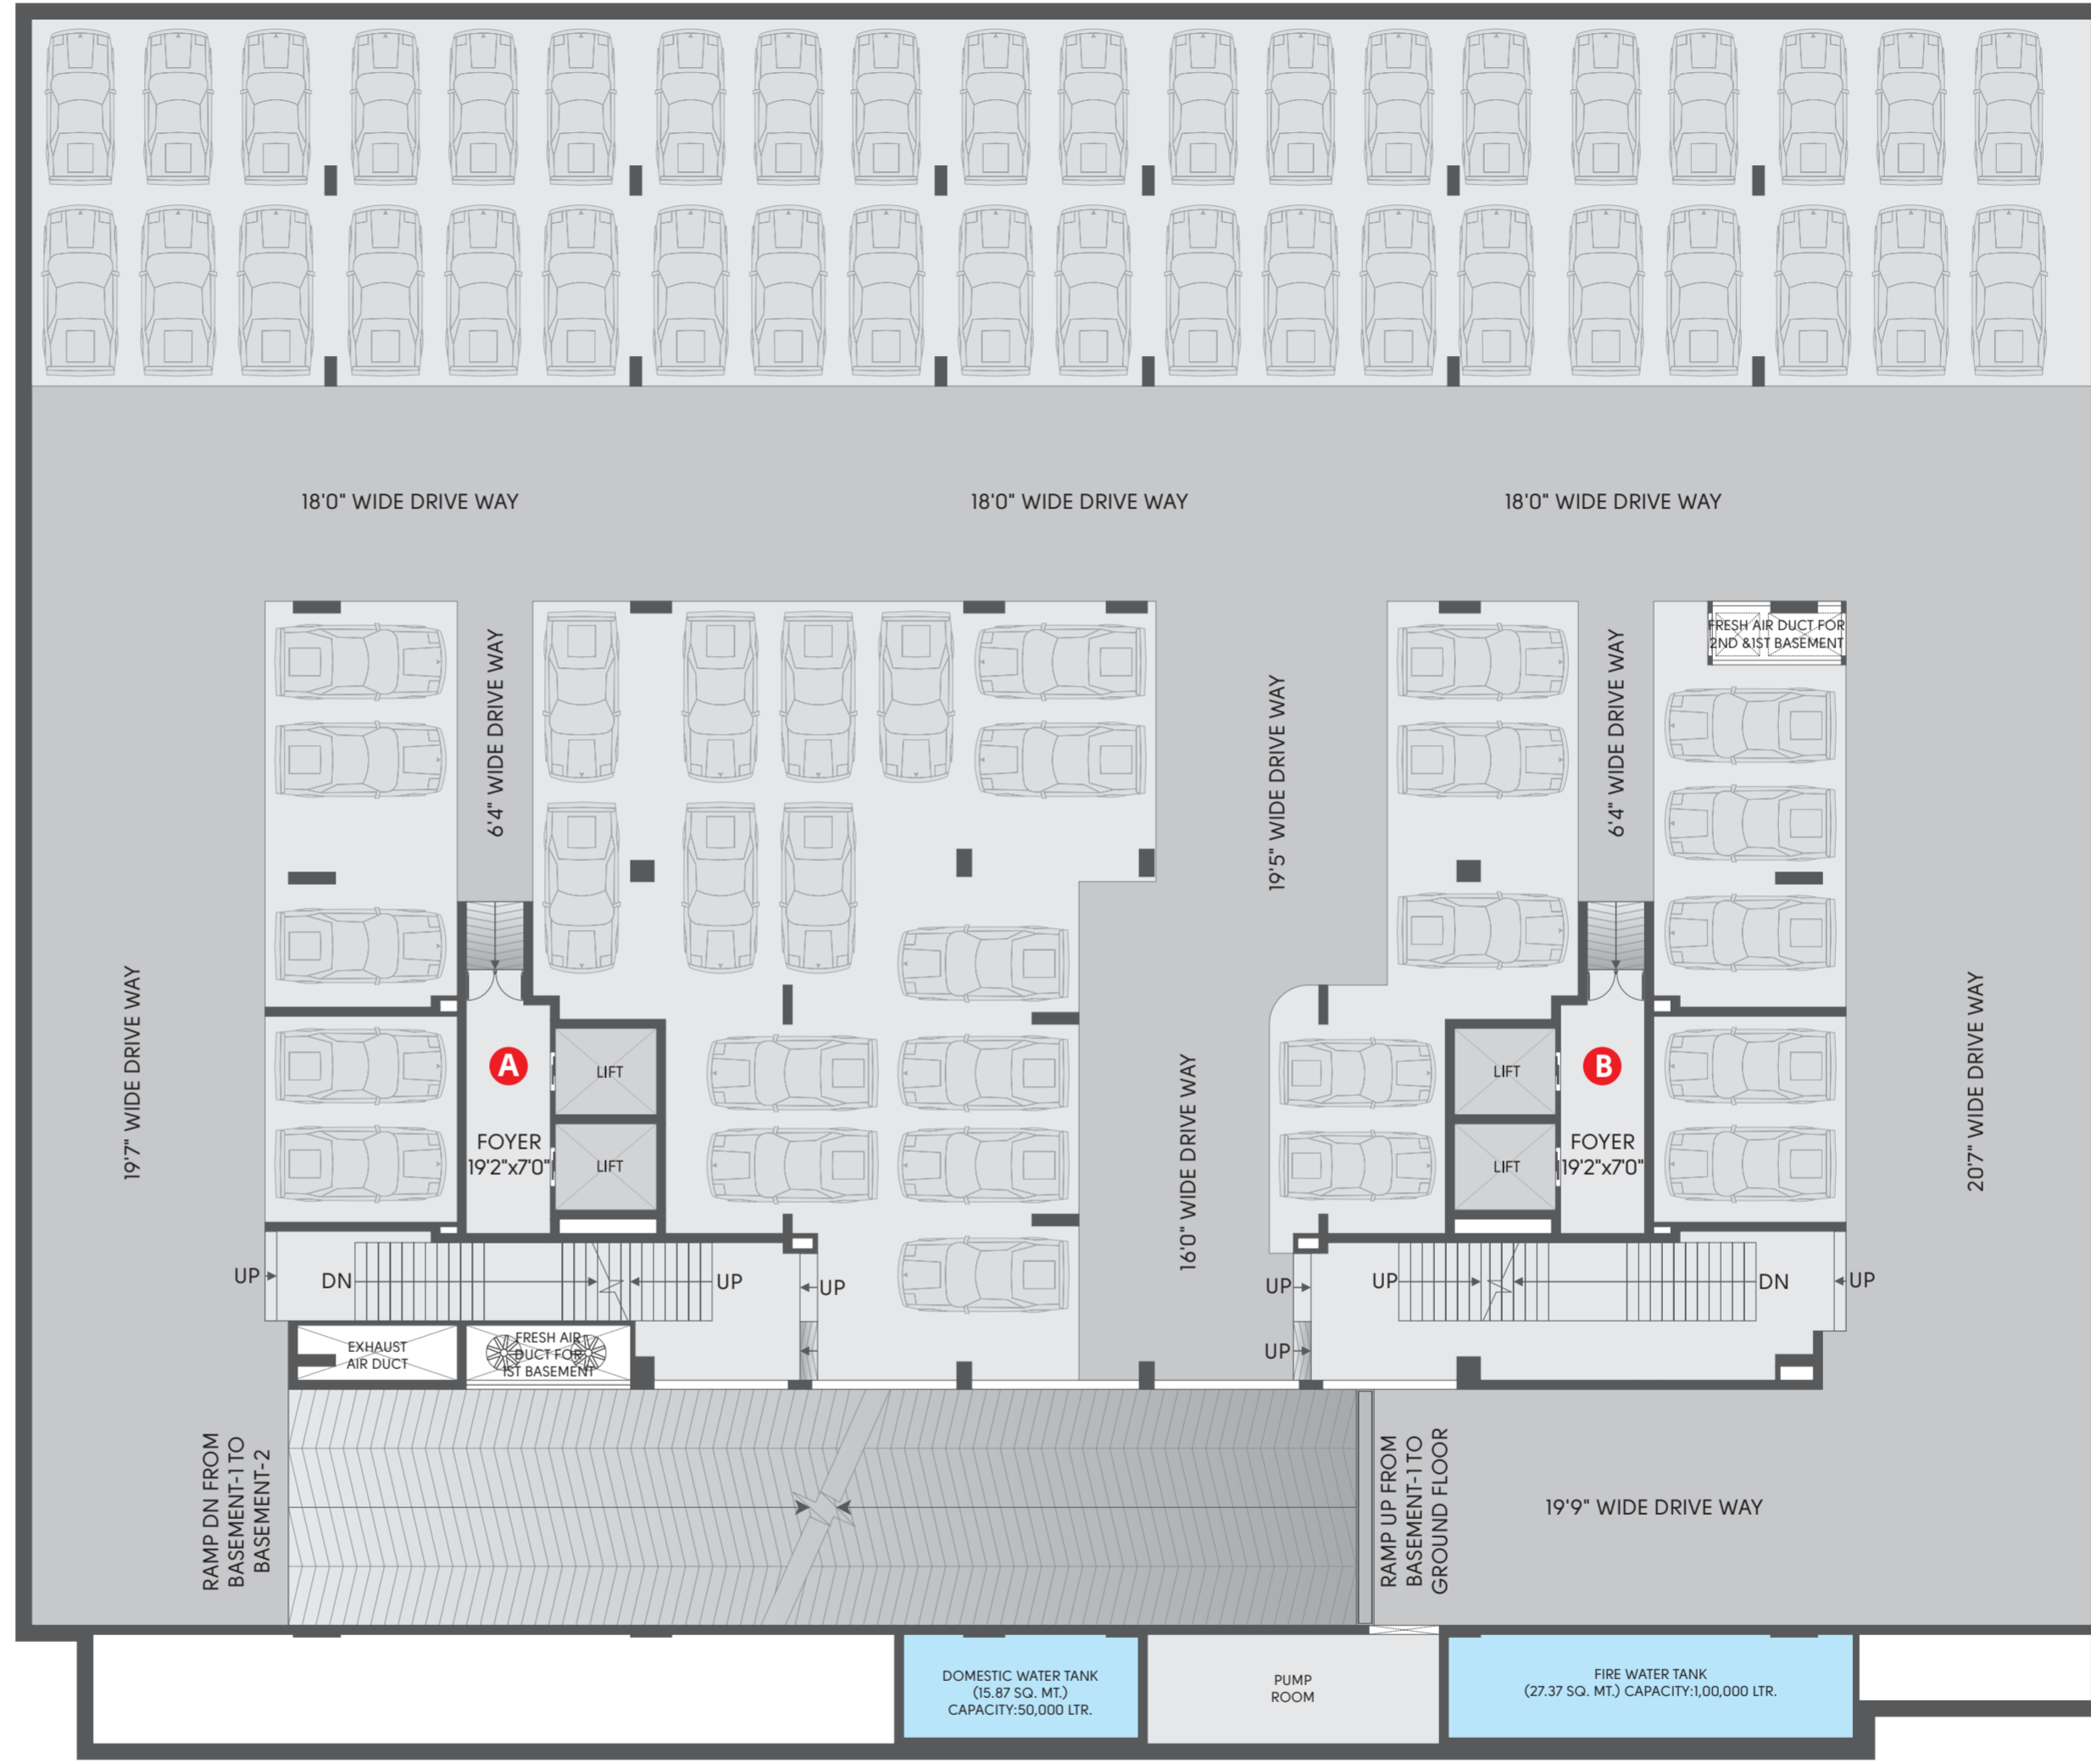 18'0" WIDE DRIVE WAY
18'0" WIDE DRIVE WAY
18'0" WIDE DRIVE WAY
FRESH AIR DUCT FOR
2ND &1ST BASEMENT
6'4" WIDE DRIVE WAY
19'5" WIDE DRIVE WAY
6'4" WIDE DRIVE WAY
19'7" WIDE DRIVE WAY
A
LIFT
FOYER
19'2"x7'0"
LIFT
16'0" WIDE DRIVE WAY
LIFT
B
LIFT
FOYER
19'2"x7'0"
20'7" WIDE DRIVE WAY
UP
DN
UP
UP
UP
UP
DN
UP
UP
EXHAUST
AIR DUCT
FRESH AIR
DUCT FOR
1ST BASEMENT
RAMP DN FROM
BASEMENT-1 TO
BASEMENT-2
RAMP UP FROM
BASEMENT-1 TO
GROUND FLOOR
19'9" WIDE DRIVE WAY
DOMESTIC WATER TANK
(15.87 SQ. MT.)
CAPACITY:50,000 LTR.
PUMP
ROOM
FIRE WATER TANK
(27.37 SQ. MT.) CAPACITY:1,00,000 LTR.